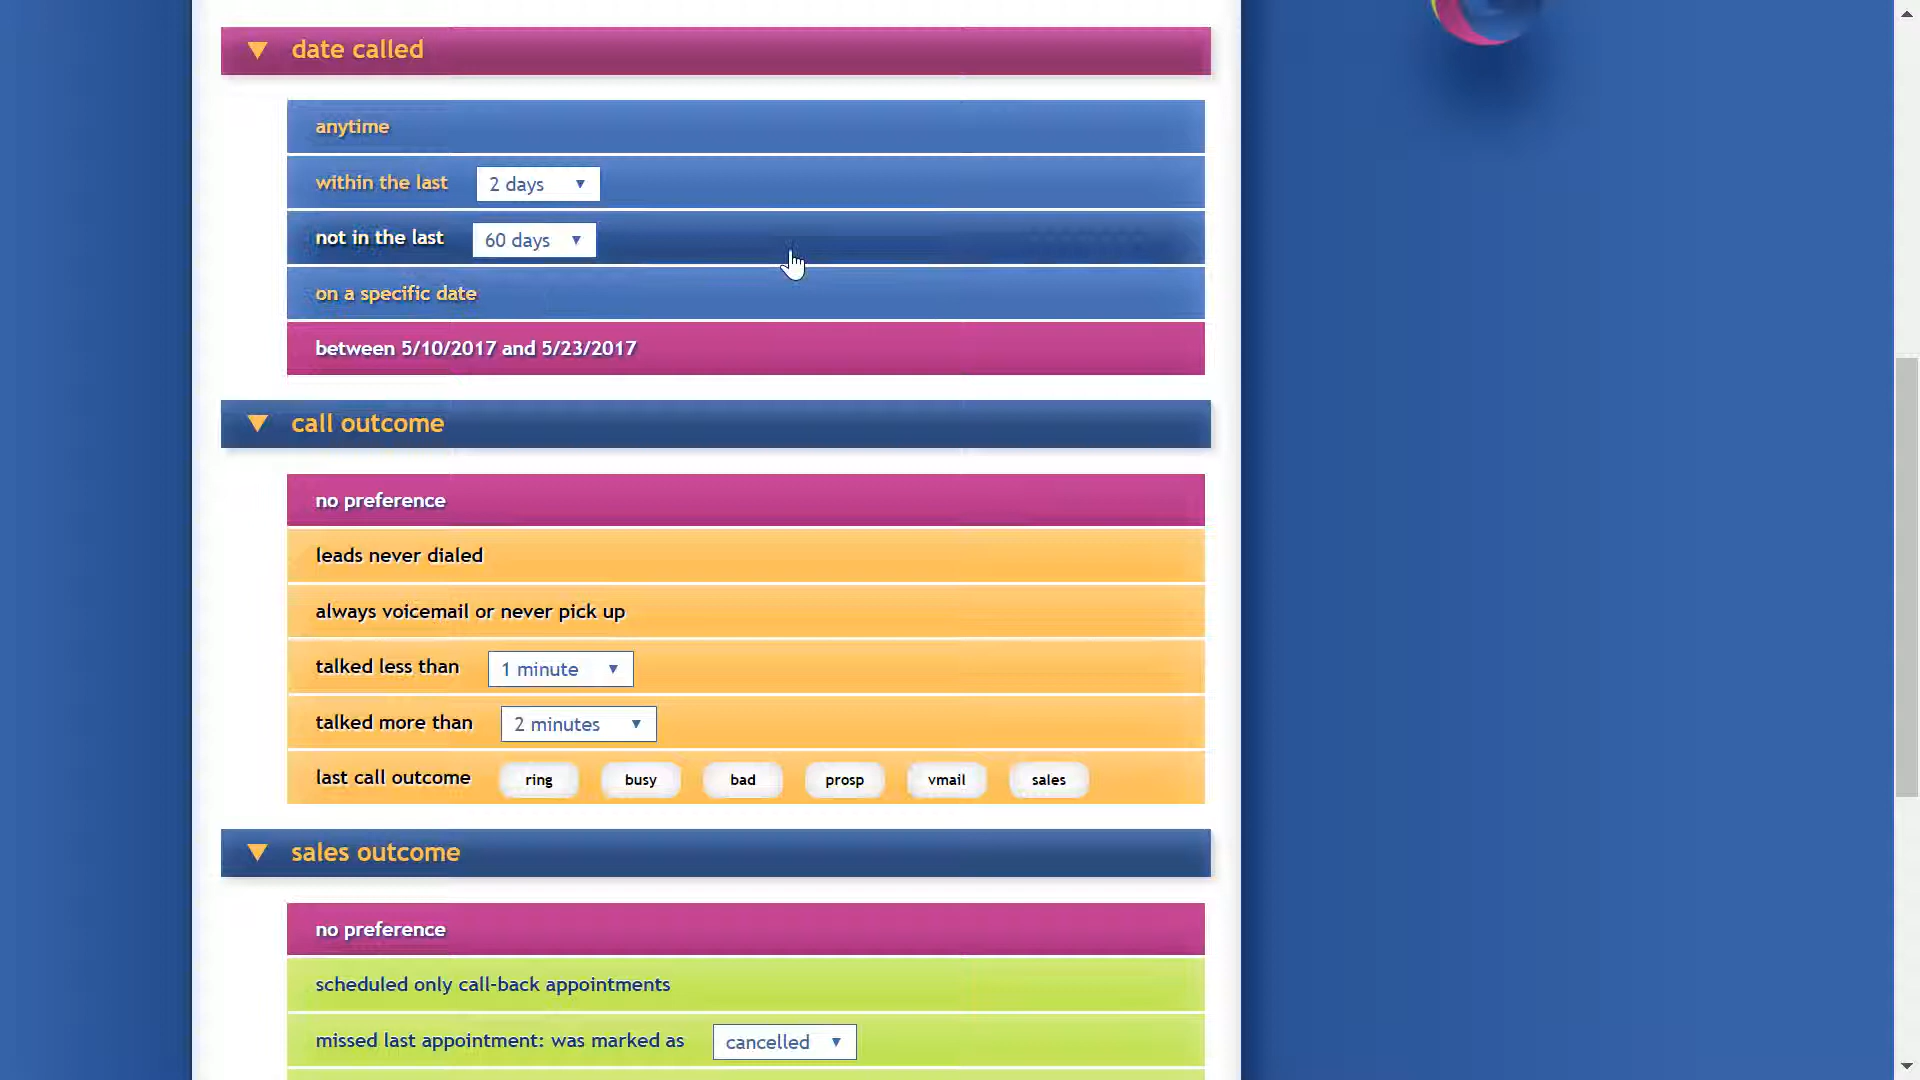 date called
anytime
within the last 2 days
not in the last 60 days
on a specific date
between 5/10/2017 and 5/23/2017
call outcome
no preference
leads never dialed
always voicemail or never pick up
talked less than 1 minute
talked more than 2 minutes
last call outcome ring busy bad prosp vmail sales
sales outcome
no preference
scheduled only call-back appointments
missed last appointment: was marked as cancelled